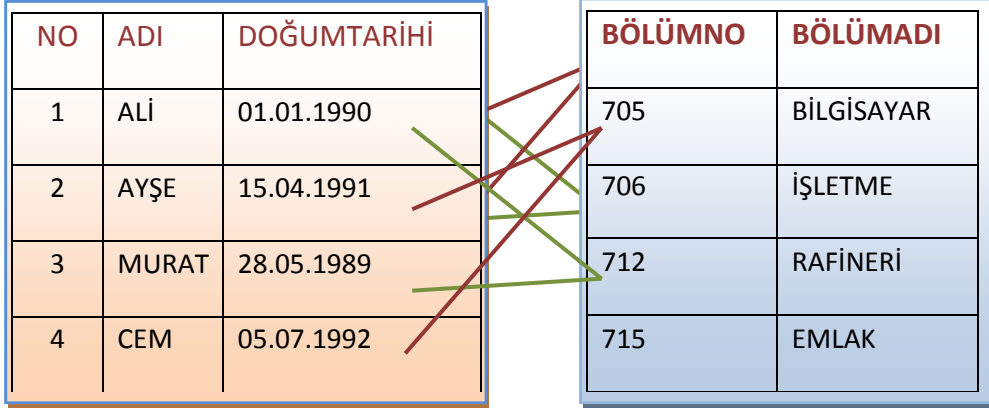 NO ADI DOĞUMTARİHİ
1 ALİ 01.01.1990
2 AYŞE 15.04.1991
3 MURAT 28.05.1989
4 CEM 05.07.1992
BÖLÜMNO BÖLÜMADI
705 BİLGİSAYAR
706 İŞLETME
712 RAFİNERİ
715 EMLAK